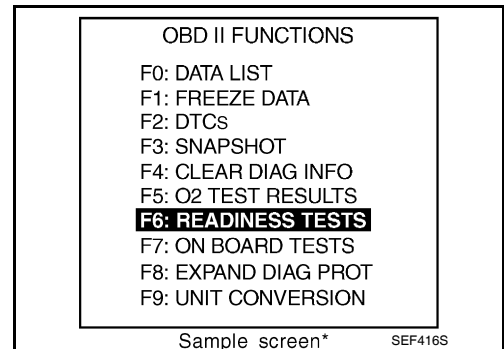 OBD II FUNCTIONS
F0: DATA LIST
F1: FREEZE DATA
F2: DTCs
F3: SNAPSHOT
F4: CLEAR DIAG INFO
F5: O2 TEST RESULTS
F6: READINESS TESTS
F7: ON BOARD TESTS
F8: EXPAND DIAG PROT
F9: UNIT CONVERSION
Sample screen* SEF416S